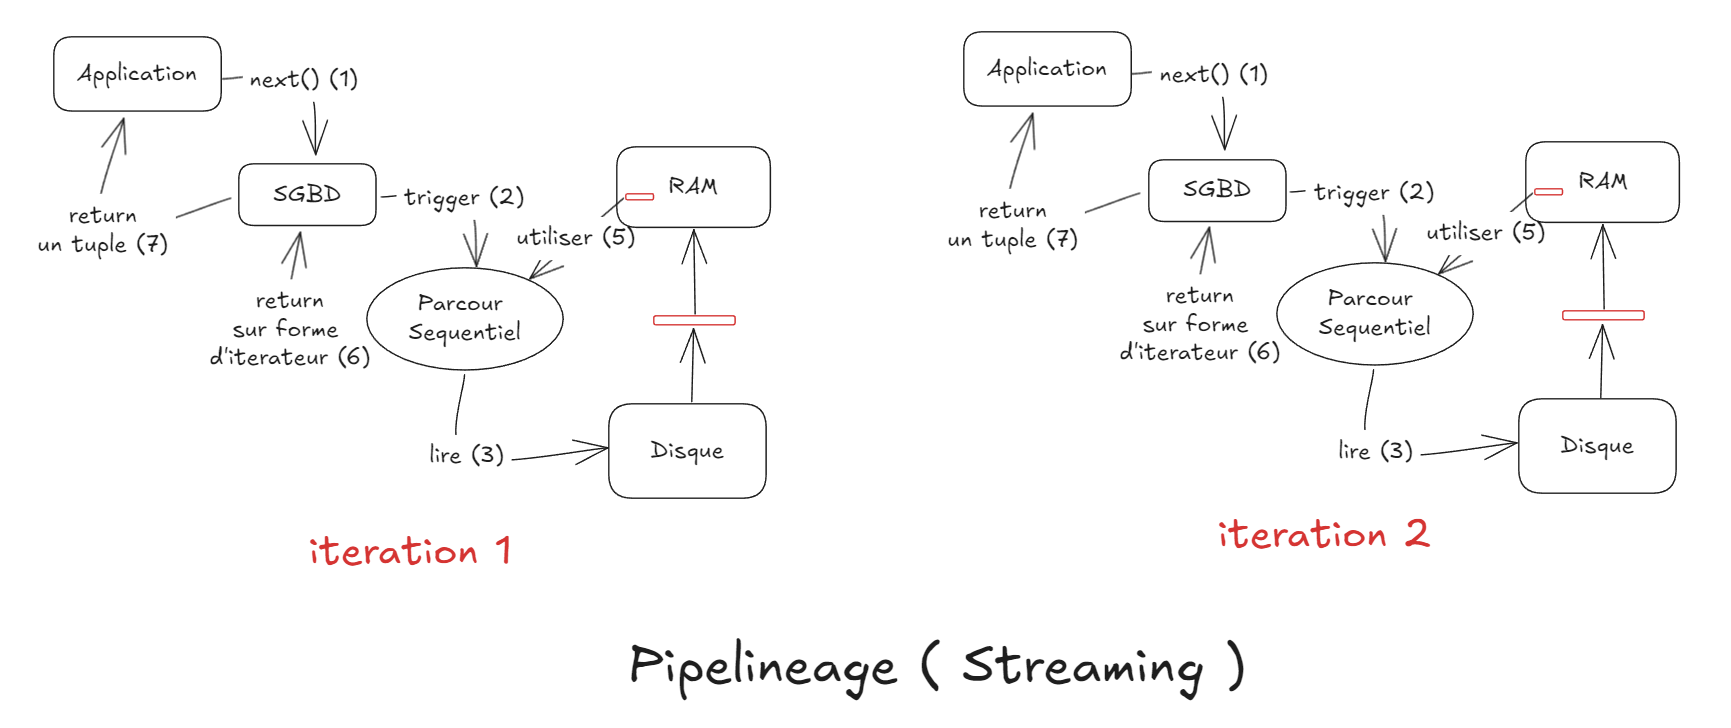 Application
next() (1)
SGBD
trigger (2)
RAM
return
un tuple (7)
utiliser (5)
return
sur forme
d'iterateur (6)
Parcour
Sequentiel
lire (3)
Disque
iteration 1
Application
next() (1)
SGBD
trigger (2)
RAM
return
un tuple (7)
utiliser (5)
return
sur forme
d'iterateur (6)
Parcour
Sequentiel
lire (3)
Disque
iteration 2
Pipelineage ( Streaming )